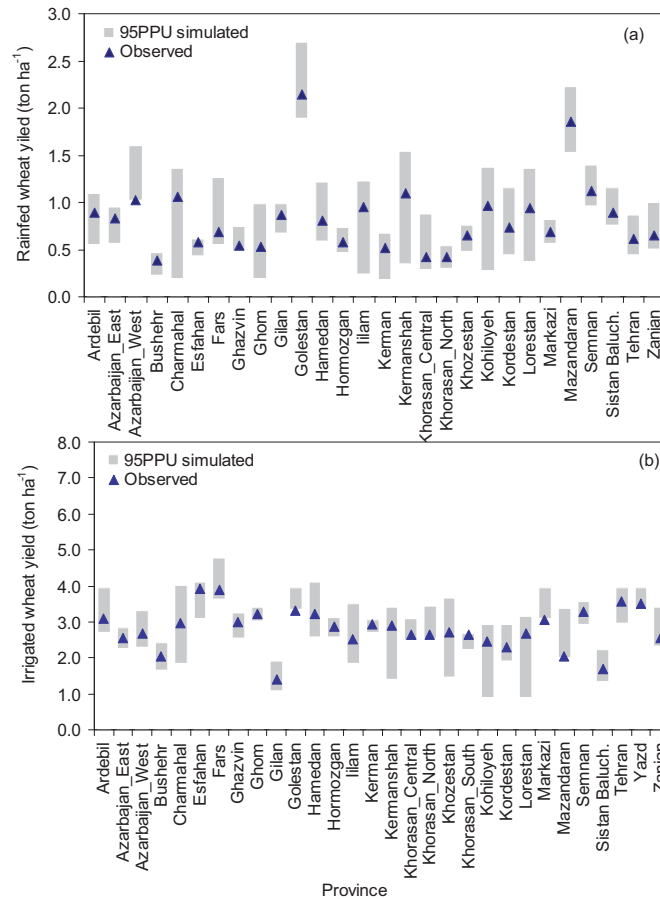 3.0
2.5
2.0
1.5
1.0
0.5
0.0
Rainfed wheat yiled (ton ha-1)
95PPU simulated
Observed
(a)
Ardebil
Azarbaijan_East
Azarbaijan_West
Bushehr
Charmahal
Esfahan
Fars
Ghazvin
Ghom
Gilan
Golestan
Hamedan
Hormozgan
Iilam
Kerman
Kermanshah
Khorasan_Central
Khorasan_North
Khozestan
Kohiloyeh
Kordestan
Lorestan
Markazi
Mazandaran
Semnan
Sistan Baluch.
Tehran
Zanjan
8.0
7.0
6.0
5.0
4.0
3.0
2.0
1.0
0.0
Irrigated wheat yield (ton ha-1)
95PPU simulated
Observed
(b)
Ardebil
Azarbaijan_East
Azarbaijan_West
Bushehr
Charmahal
Esfahan
Fars
Ghazvin
Ghom
Gilan
Golestan
Hamedan
Hormozgan
Iilam
Kerman
Kermanshah
Khorasan_Central
Khorasan_North
Khozestan
Khorasan_South
Kohiloyeh
Kordestan
Lorestan
Markazi
Mazandaran
Semnan
Sistan Baluch.
Tehran
Yazd
Zanjan
Province